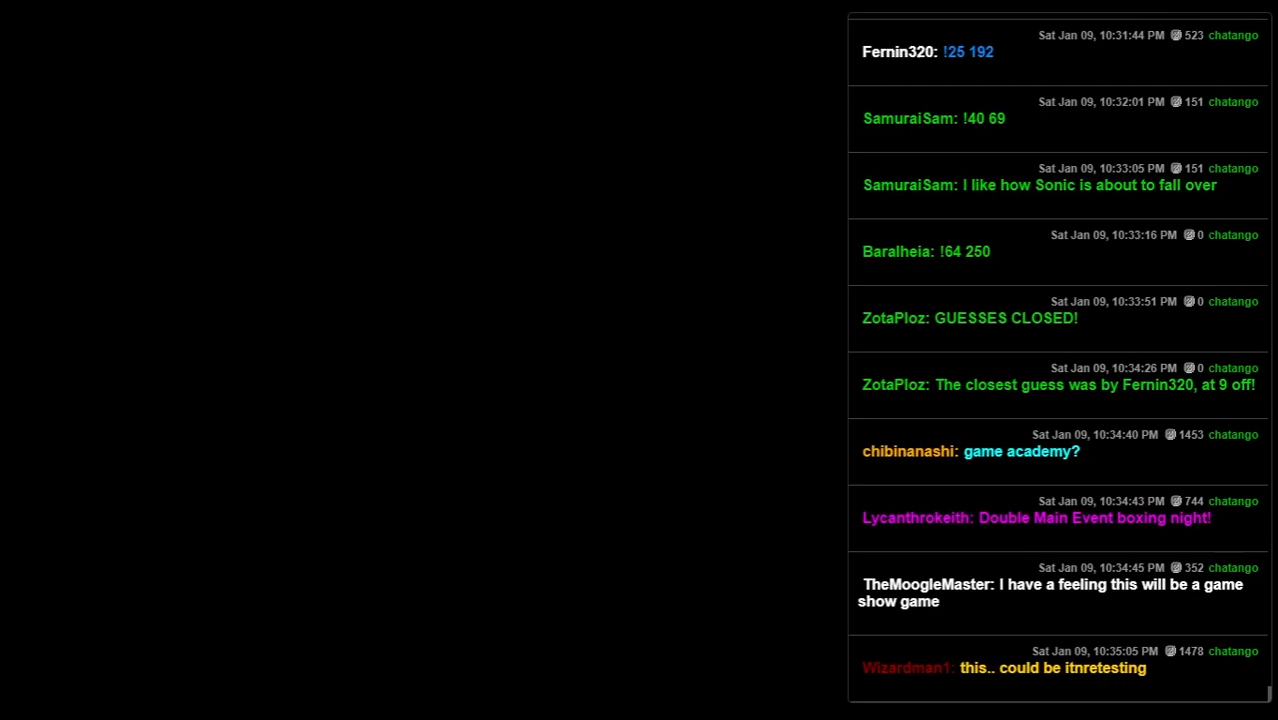 Sat Jan 09, 10:31:44 PM 523 chatango
Fernin320: !25 192
Sat Jan 09, 10:32:01 PM 151 chatango
SamuraiSam: !40 69
Sat Jan 09, 10:33:05 PM 151 chatango
SamuraiSam: I like how Sonic is about to fall over
Sat Jan 09, 10:33:16 PM 0 chatango
Baralheia: !64 250
Sat Jan 09, 10:33:51 PM 0 chatango
ZotaPloz: GUESSES CLOSED!
Sat Jan 09, 10:34:26 PM 0 chatango
ZotaPloz: The closest guess was by Fernin320, at 9 off!
Sat Jan 09, 10:34:40 PM 1453 chatango
chibinanashi: game academy?
Sat Jan 09, 10:34:43 PM 744 chatango
Lycanthrokeith: Double Main Event boxing night!
Sat Jan 09, 10:34:45 PM 352 chatango
TheMoogleMaster: I have a feeling this will be a game
show game
Sat Jan 09, 10:35:05 PM 1478 chatango
Wizardman1: this.. could be itnretesting